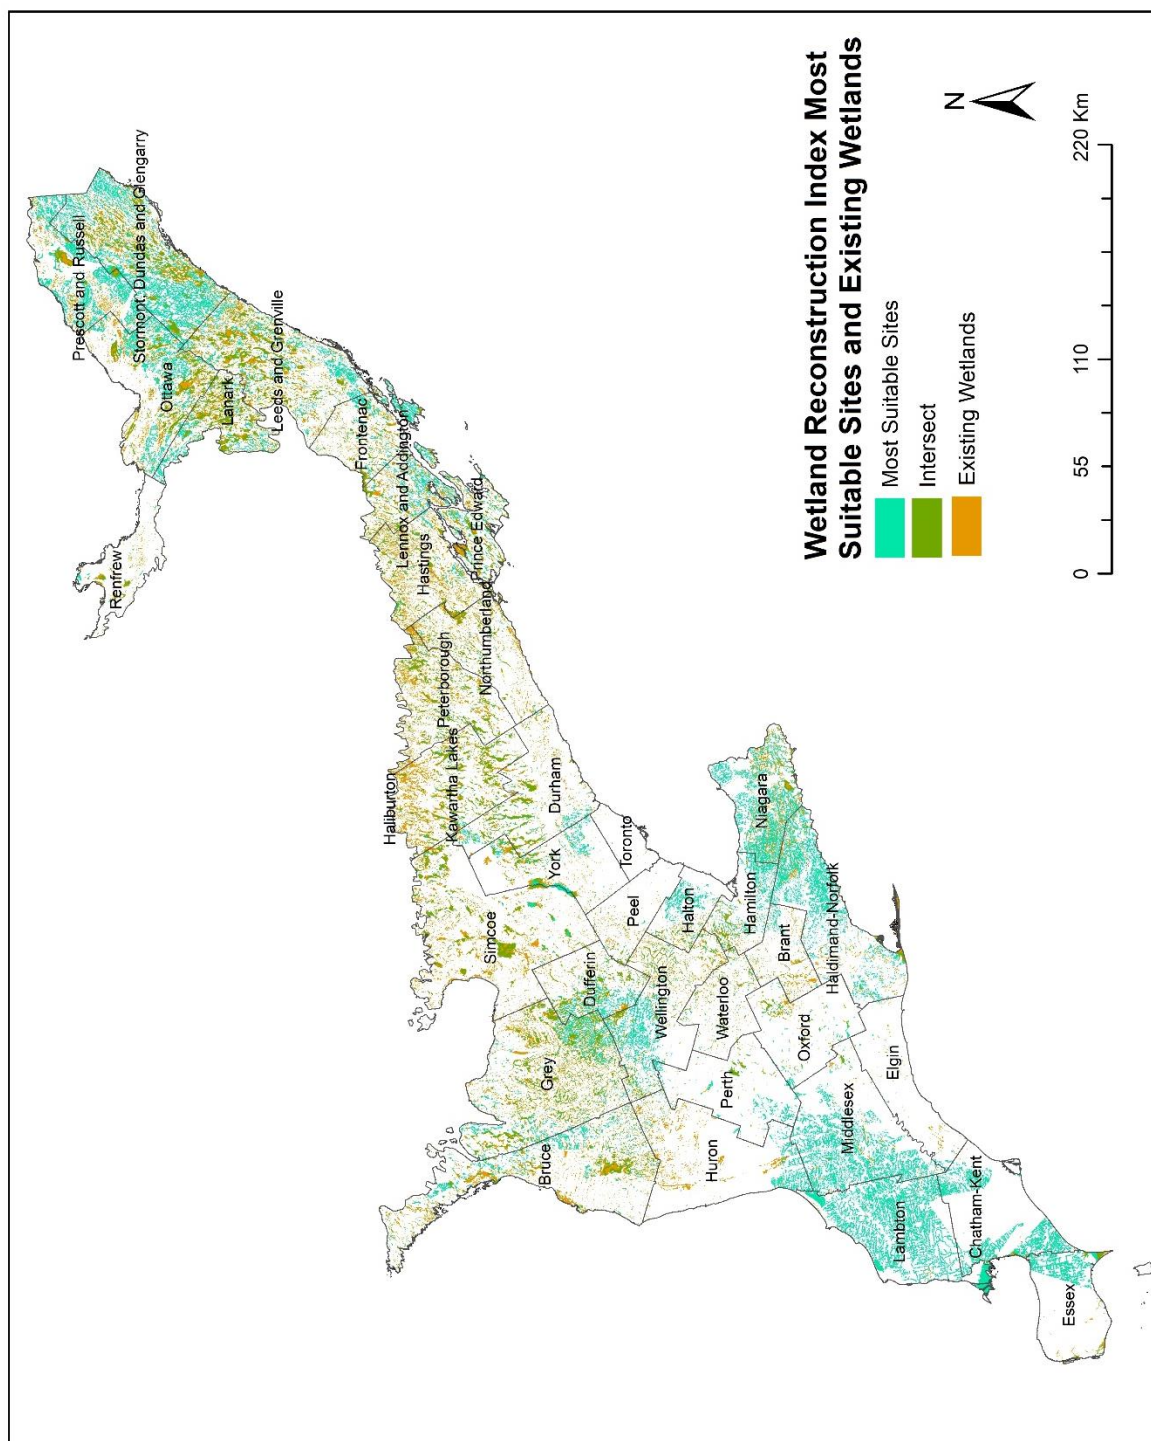 Wetland Reconstruction Index Most
Suitable Sites and Existing Wetlands
Most Suitable Sites
Intersect
Existing Wetlands
N
0 55 110 220 Km
Prescott and Russell
Stormont, Dundas and Glengarry
Ottawa
Lanark
Leeds and Grenville
Renfrew
Frontenac
Lennox and Addington
Hastings
Prince Edward
Northumberland
Peterborough
Kawartha Lakes
Haliburton
Durham
York
Toronto
Simcoe
Peel
Halton
Hamilton
Niagara
Dufferin
Wellington
Waterloo
Brant
Haldimand-Norfolk
Grey
Bruce
Huron
Perth
Oxford
Elgin
Middlesex
Lambton
Chatham-Kent
Essex